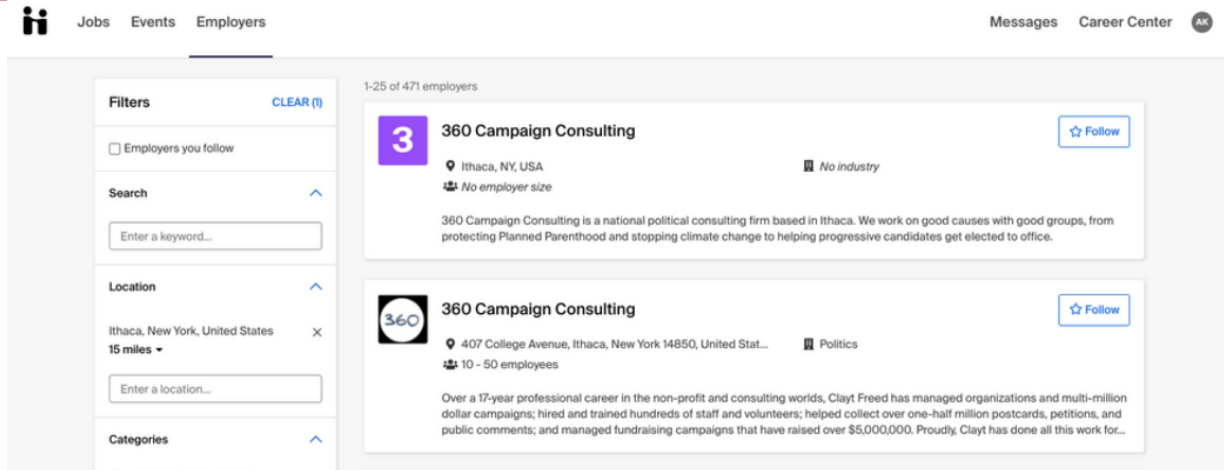 Jobs Events Employers Messages Career Center AK
Filters CLEAR (1)
Employers you follow
Search
Enter a keyword...
Location
Ithaca, New York, United States
15 miles
Enter a location...
Categories
1-25 of 471 employers
3
360 Campaign Consulting
Follow
Ithaca, NY, USA
No industry
No employer size
360 Campaign Consulting is a national political consulting firm based in Ithaca. We work on good causes with good groups, from
protecting Planned Parenthood and stopping climate change to helping progressive candidates get elected to office.
360
360 Campaign Consulting
Follow
407 College Avenue, Ithaca, New York 14850, United Stat...
Politics
10 - 50 employees
Over a 17-year professional career in the non-profit and consulting worlds, Clayt Freed has managed organizations and multi-million
dollar campaigns; hired and trained hundreds of staff and volunteers; helped collect over one-half million postcards, petitions, and
public comments; and managed fundraising campaigns that have raised over $5,000,000. Proudly, Clayt has done all this work for...